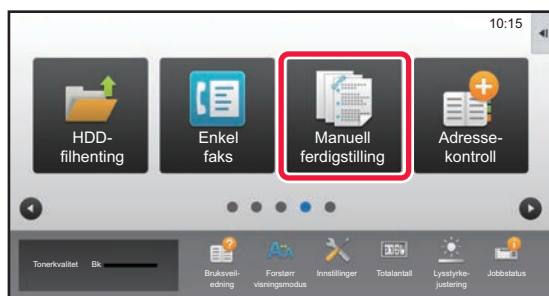 10:15
HDD-
filhenting
Enkel
faks
Manuell
ferdigstilling
Adresse-
kontroll
Tonerkvalitet Bk
Bruksveil-
edning
Forstørr
visningsmodus
Innstillinger
Totalantall
Lysstyrke-
justering
Jobbstatus